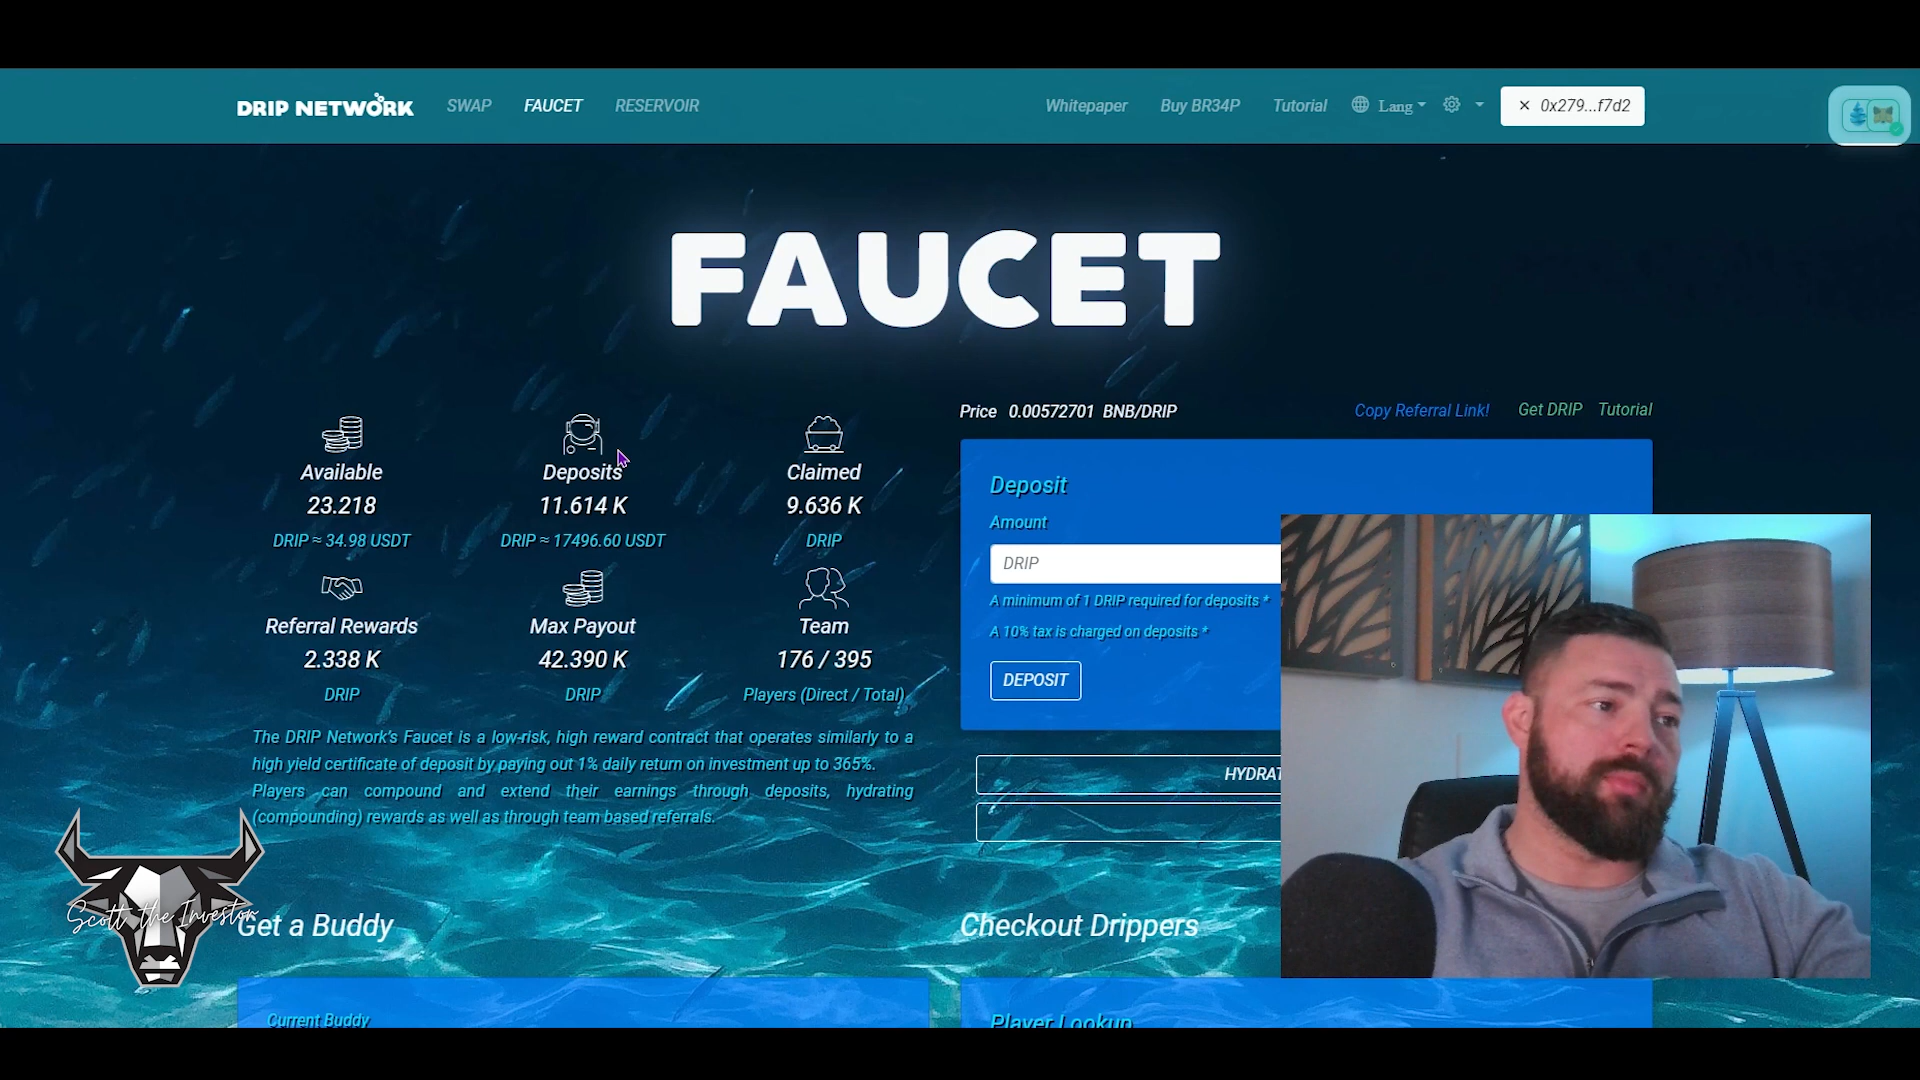 DRIP NETWORK SWAP FAUCET RESERVOIR Whitepaper Buy BR34P Tutorial Lang × 0x279...f7d2
FAUCET
Price 0.00572701 BNB/DRIP Copy Referral Link! Get DRIP Tutorial
Available Deposits Claimed
23.218 11.614 K 9.636 K
DRIP ≈ 34.98 USDT DRIP ≈ 17496.60 USDT DRIP
Referral Rewards Max Payout Team
2.338 K 42.390 K 176 / 395
DRIP DRIP Players (Direct / Total)
The DRIP Network's Faucet is a low-risk, high reward contract that operates similarly to a
high yield certificate of deposit by paying out 1% daily return on investment up to 365%.
Players can compound and extend their earnings through deposits, hydrating
(compounding) rewards as well as through team based referrals.
Deposit
Amount
DRIP
A minimum of 1 DRIP required for deposits *
A 10% tax is charged on deposits *
DEPOSIT
HYDRAT
Scott the Investor
Get a Buddy
Checkout Drippers
Current Buddy
Player Lookup